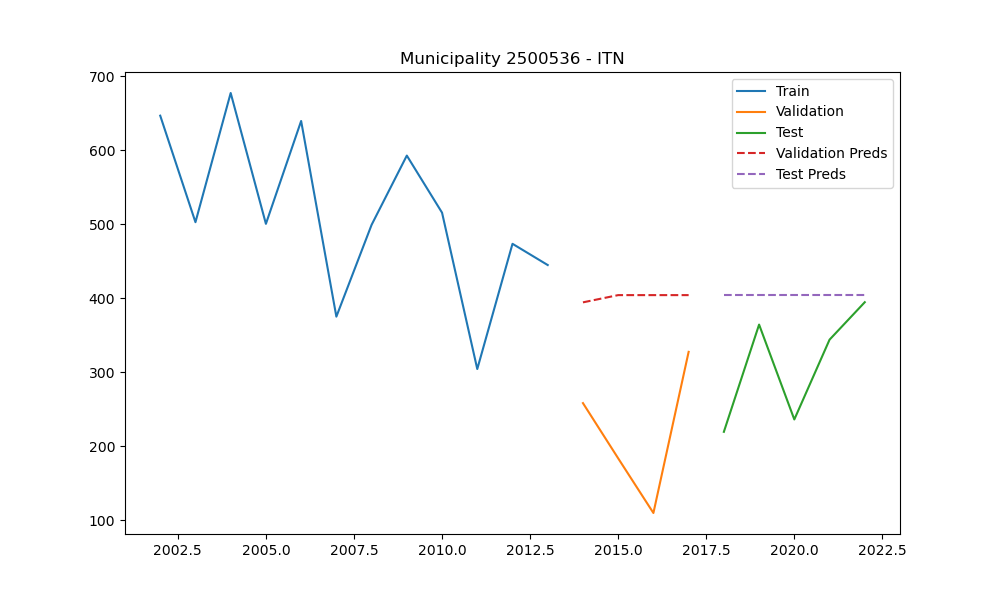 Municipality 2500536 - ITN
700
600
500
400
300
200
100
2002.5 2005.0 2007.5 2010.0 2012.5 2015.0 2017.5 2020.0 2022.5
Train
Validation
Test
Validation Preds
Test Preds